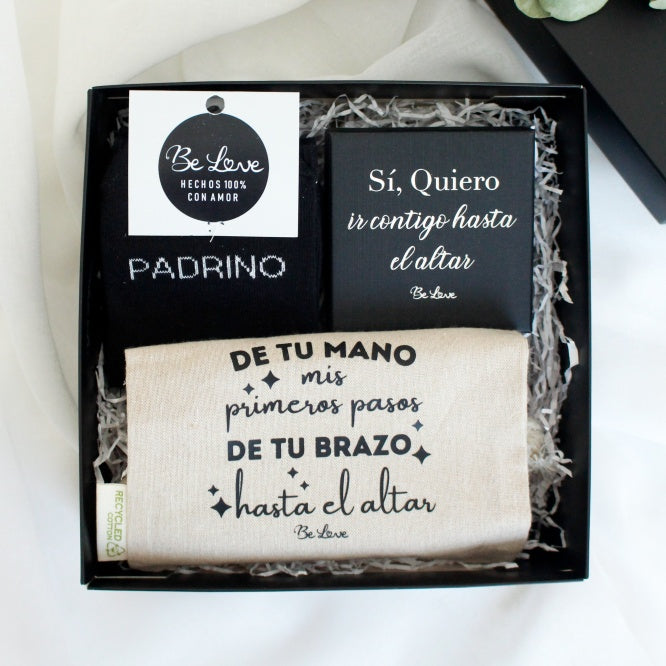 Be Love
HECHOS 100%
CON AMOR
PADRINO
Sí, Quiero
ir contigo hasta
el altar
Be Love
DE TU MANO
mis
primeros pasos
DE TU BRAZO
hasta el altar
Be Love
RECYCLED
COTTON